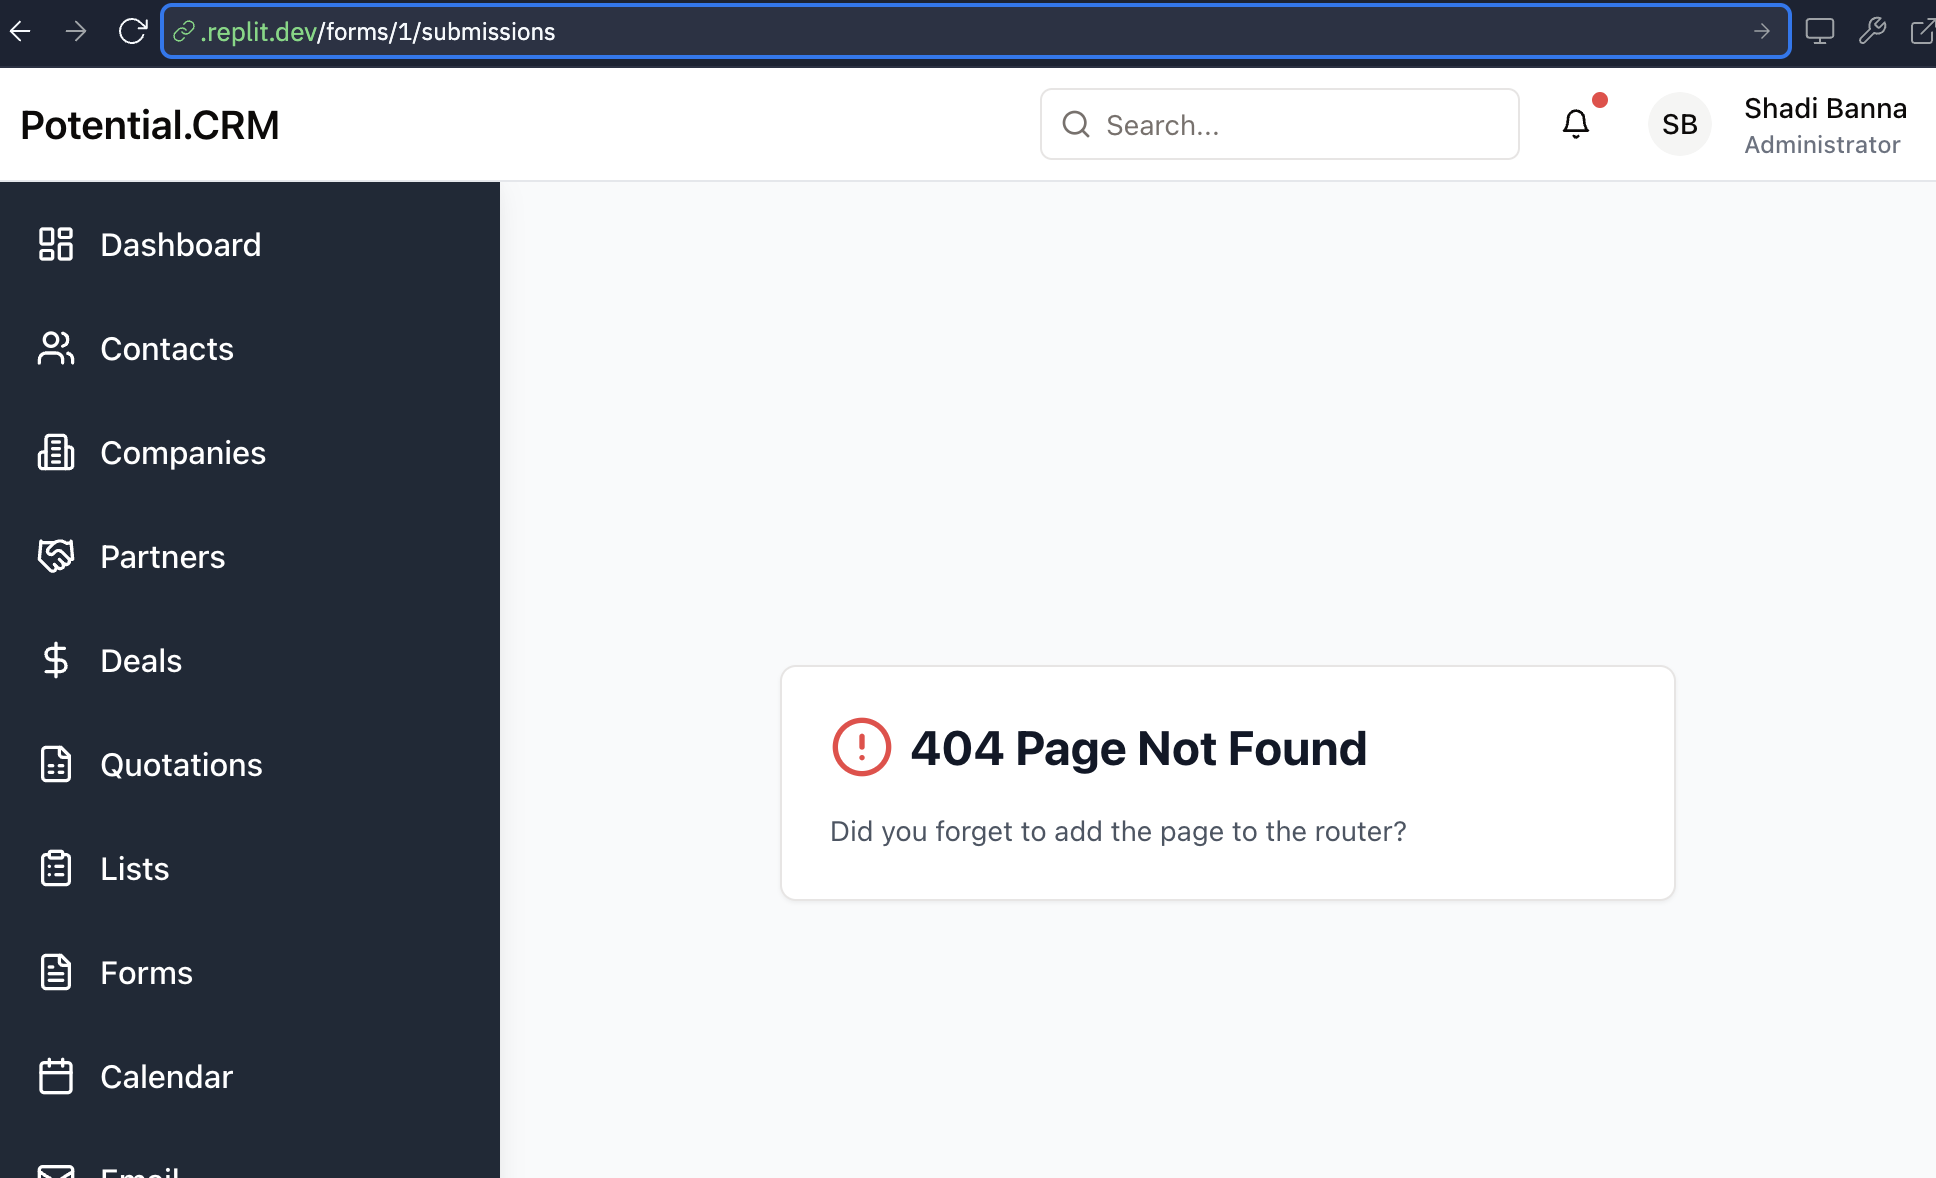 .replit.dev/forms/1/submissions
Potential.CRM
Search...
SB
Shadi Banna
Administrator
Dashboard
Contacts
Companies
Partners
Deals
Quotations
Lists
Forms
Calendar
Email
404 Page Not Found
Did you forget to add the page to the router?